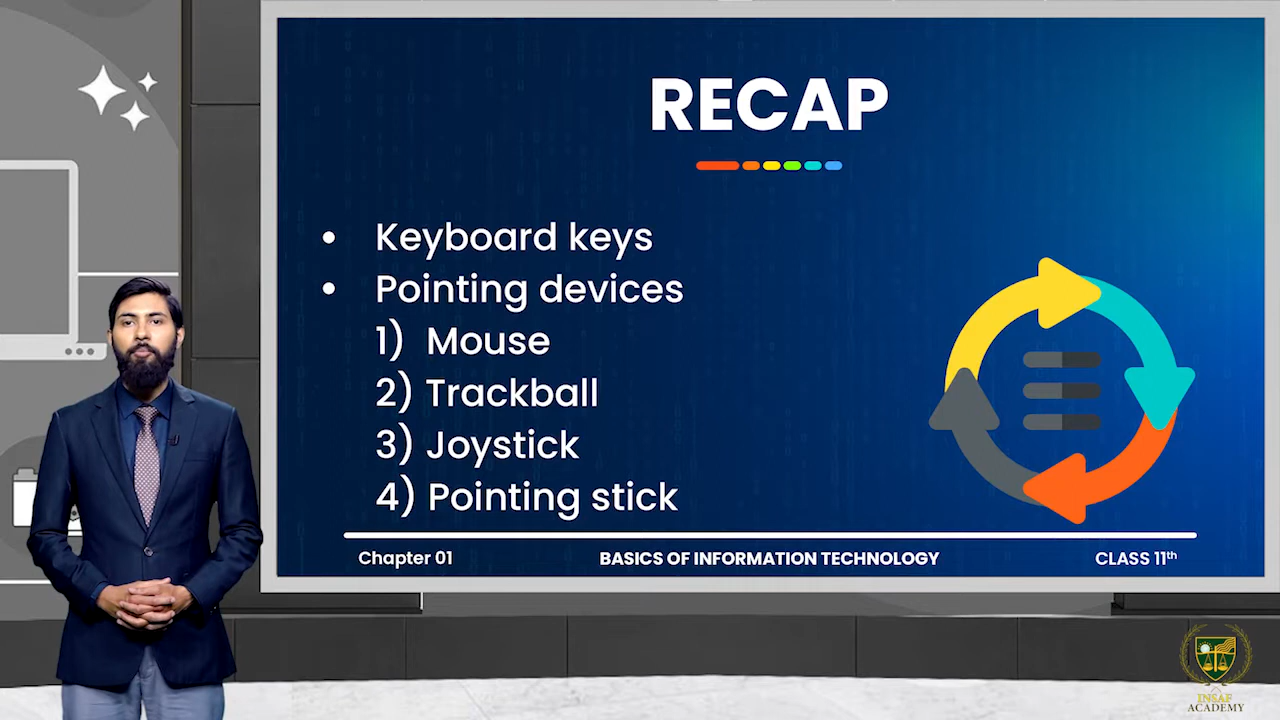 RECAP
• Keyboard keys
• Pointing devices
1) Mouse
2) Trackball
3) Joystick
4) Pointing stick
Chapter 01 BASICS OF INFORMATION TECHNOLOGY CLASS 11th
INSAF
ACADEMY